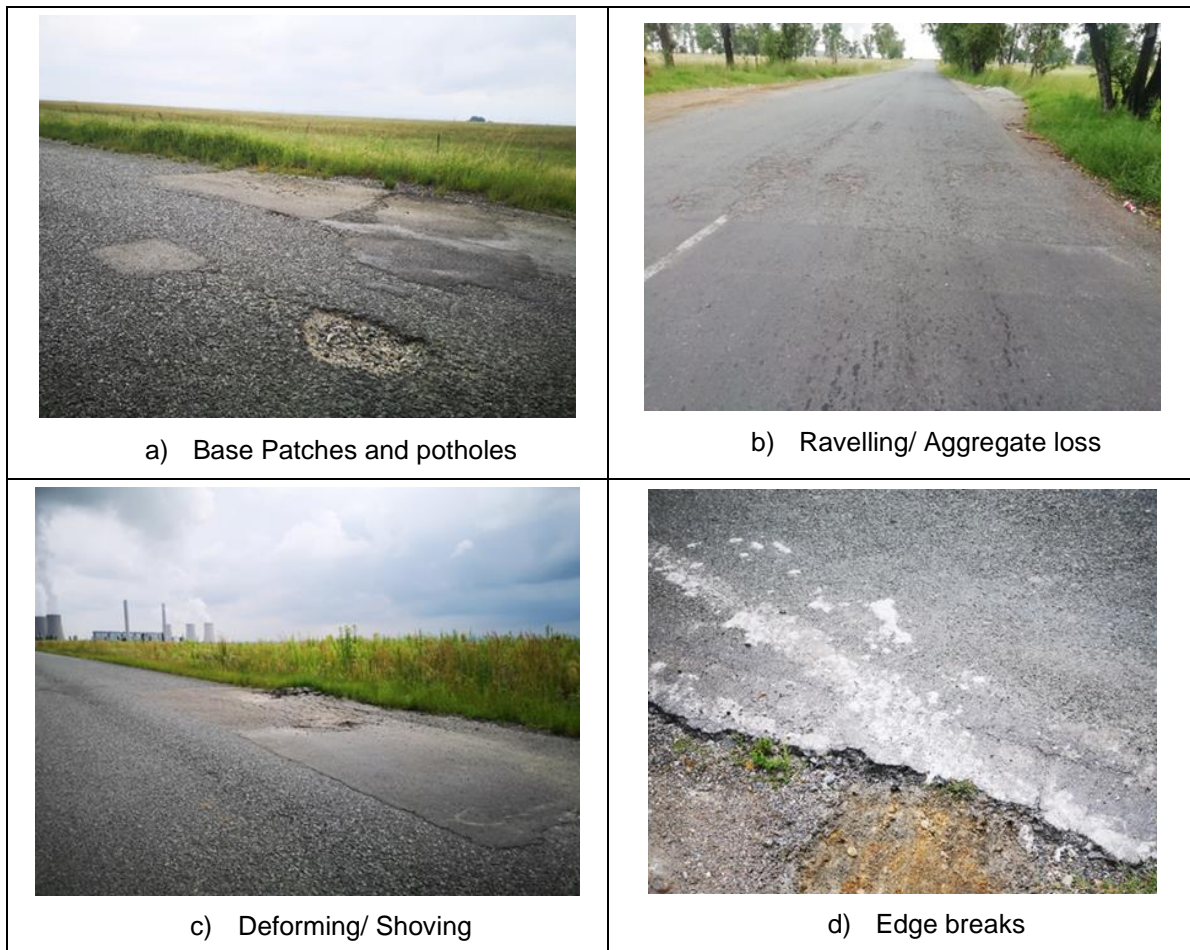 a) Base Patches and potholes
b) Ravelling/ Aggregate loss
c) Deforming/ Shoving
d) Edge breaks